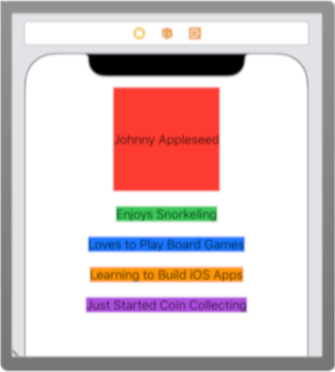 Johnny Appleseed
Enjoys Snorkeling
Loves to Play Board Games
Learning to Build iOS Apps
Just Started Coin Collecting